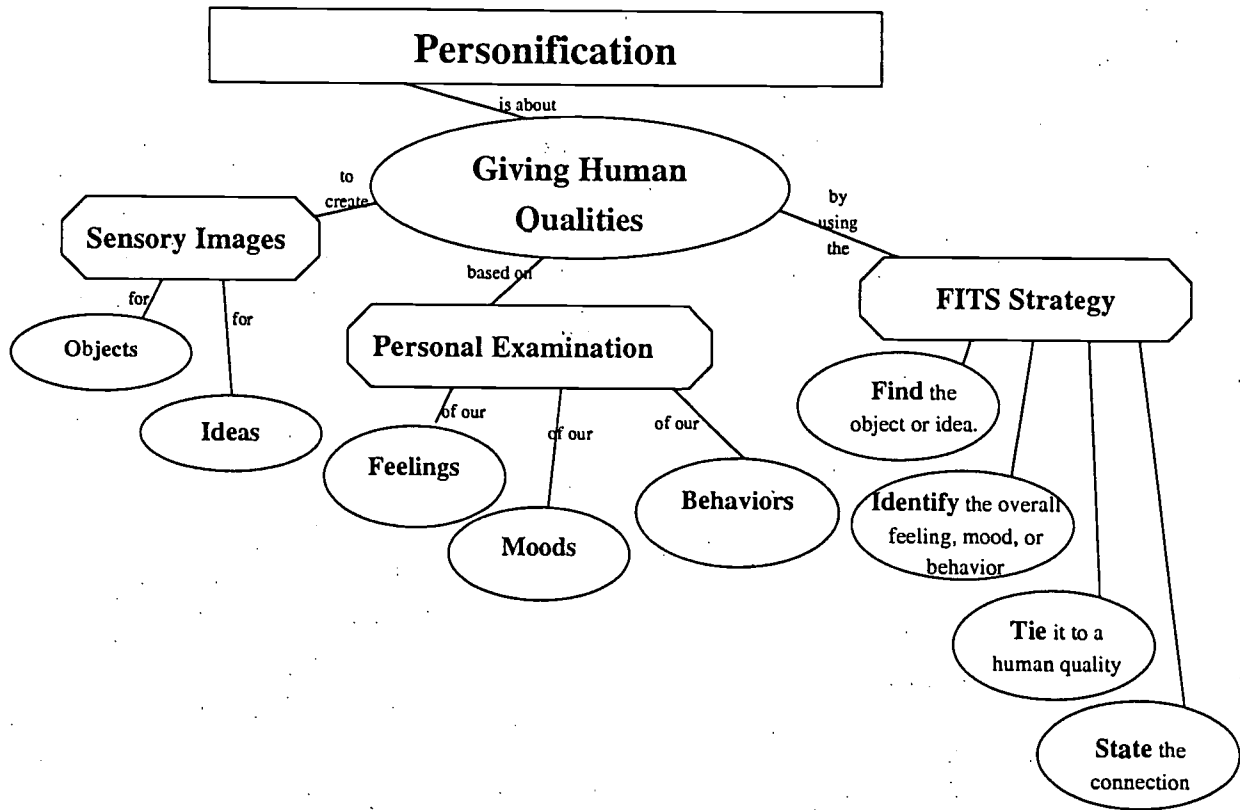 Personification
is about
Giving Human
Qualities
to
create
Sensory Images
for
Objects
for
Ideas
based on
Personal Examination
of our
Feelings
of our
Moods
of our
Behaviors
by
using
the
FITS Strategy
Find the
object or idea.
Identify the overall
feeling, mood, or
behavior
Tie it to a
human quality
State the
connection